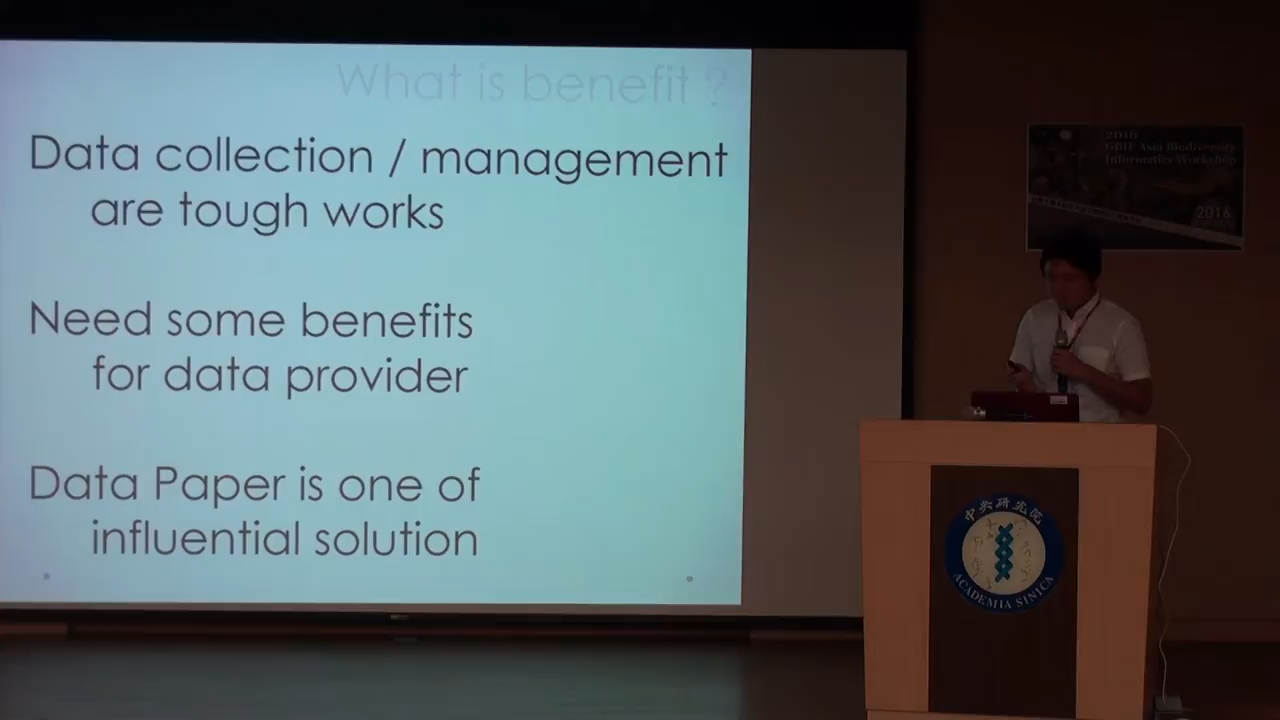 What is benefit ?
Data collection / management
are tough works
Need some benefits
for data provider
Data Paper is one of
influential solution
2016
GBIF Asia Biodiversity
Informatics Workshop
2016
中央研究院
ACADEMIA SINICA